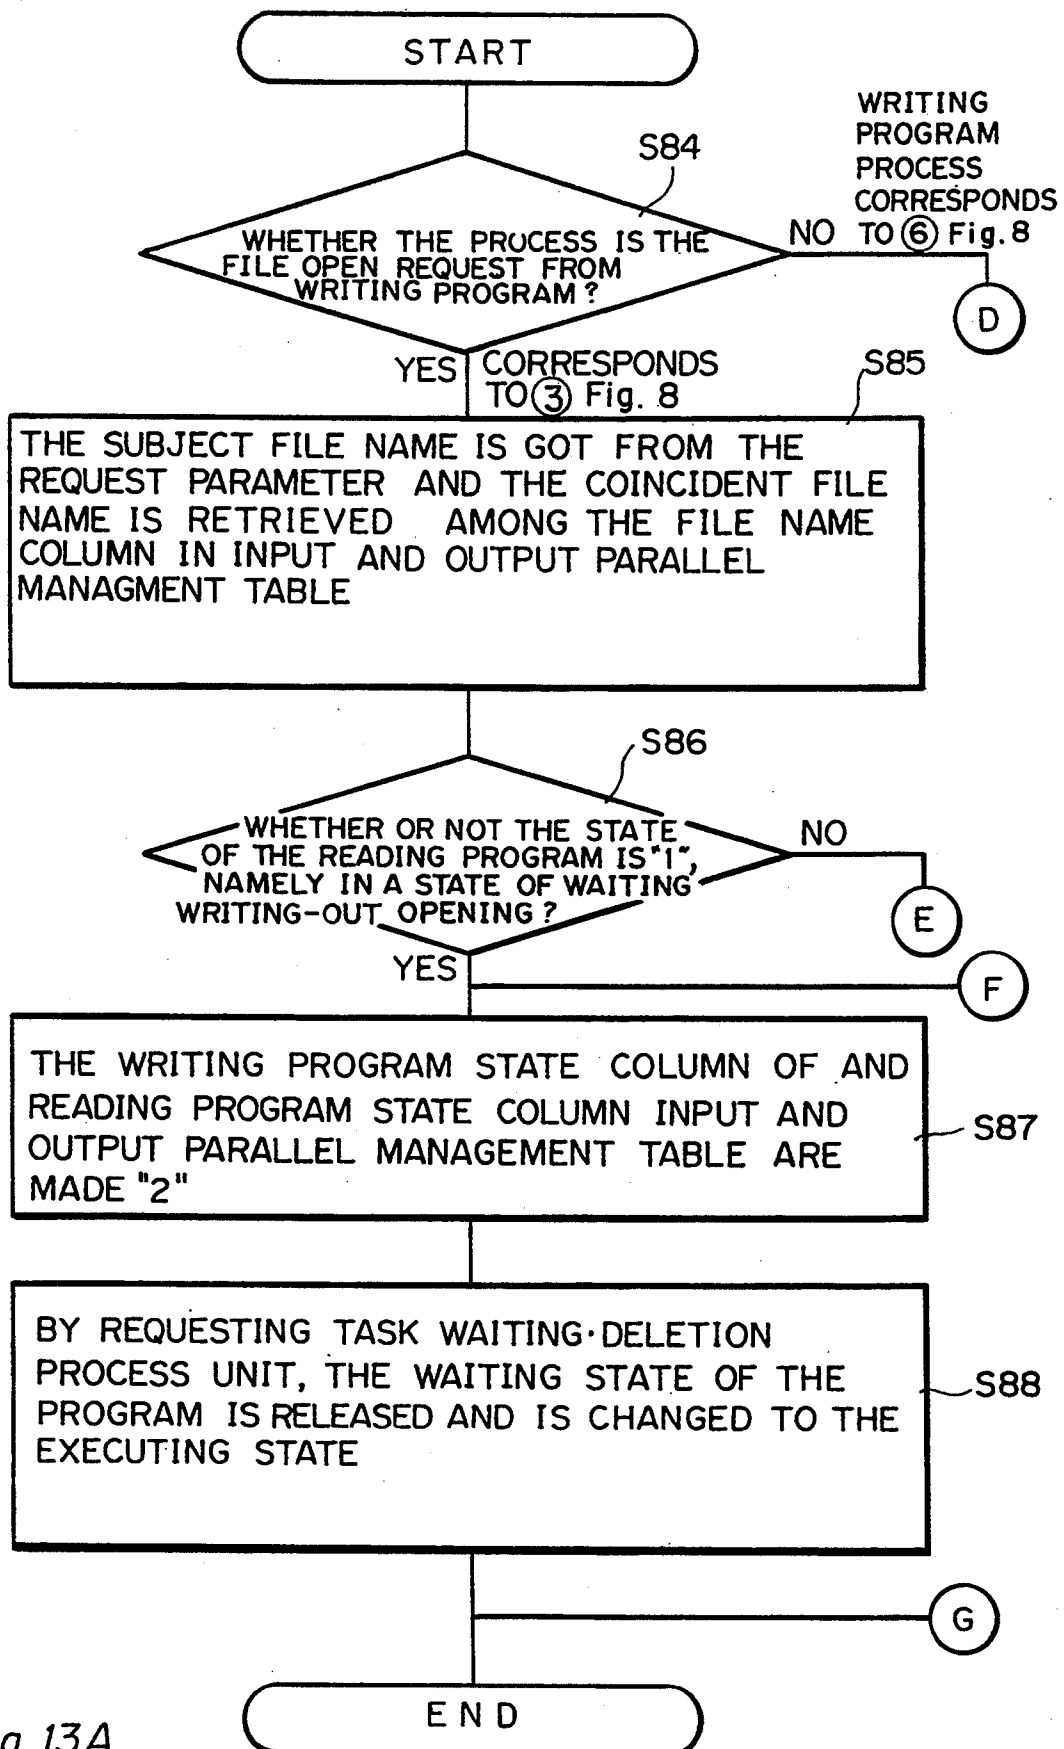 START
S84
WRITING
PROGRAM
PROCESS
CORRESPONDS
TO ⑥ Fig. 8
WHETHER THE PROCESS IS THE
FILE OPEN REQUEST FROM
WRITING PROGRAM?
NO
D
YES
CORRESPONDS
TO ③ Fig. 8
S85
THE SUBJECT FILE NAME IS GOT FROM THE
REQUEST PARAMETER AND THE COINCIDENT FILE
NAME IS RETRIEVED AMONG THE FILE NAME
COLUMN IN INPUT AND OUTPUT PARALLEL
MANAGMENT TABLE
S86
WHETHER OR NOT THE STATE
OF THE READING PROGRAM IS "1",
NAMELY IN A STATE OF WAITING
WRITING-OUT OPENING?
NO
E
YES
F
THE WRITING PROGRAM STATE COLUMN OF AND
READING PROGRAM STATE COLUMN INPUT AND
OUTPUT PARALLEL MANAGEMENT TABLE ARE
MADE "2"
S87
BY REQUESTING TASK WAITING·DELETION
PROCESS UNIT, THE WAITING STATE OF THE
PROGRAM IS RELEASED AND IS CHANGED TO THE
EXECUTING STATE
S88
G
END
13A